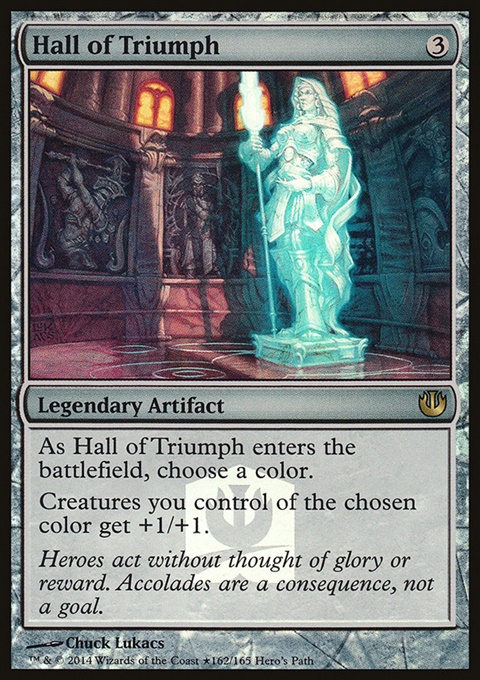 Hall of Triumph 3
Legendary Artifact
As Hall of Triumph enters the
battlefield, choose a color.
Creatures you control of the chosen
color get +1/+1.
Heroes act without thought of glory or
reward. Accolades are a consequence, not
a goal.
Chuck Lukacs
™ & © 2014 Wizards of the Coast ★162/165 Hero's Path